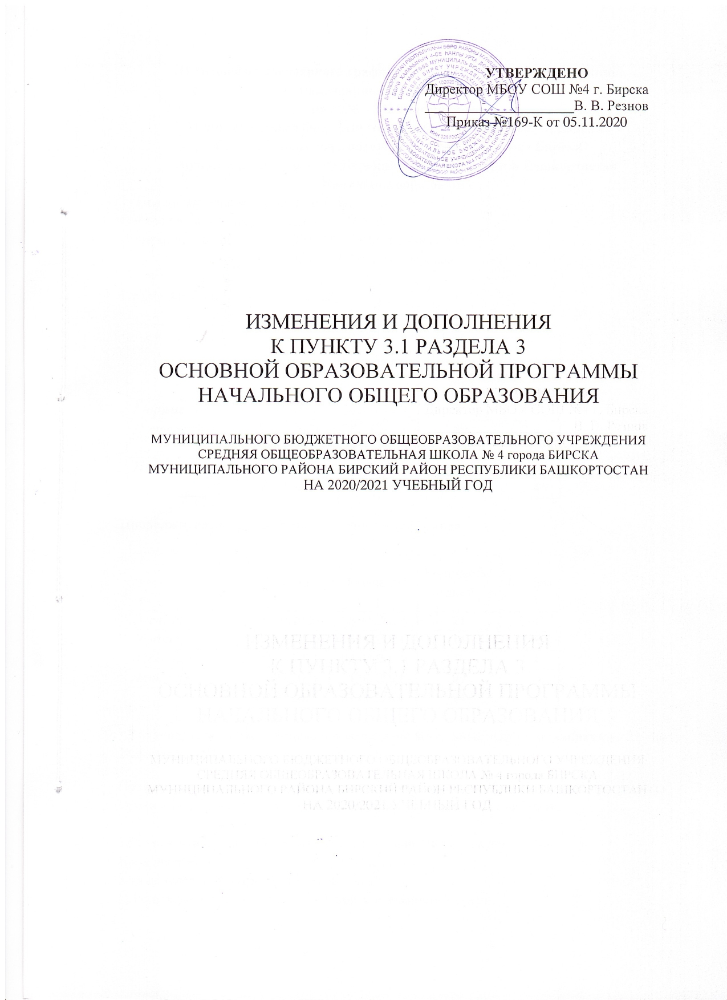 УТВЕРЖДЕНО
Директор МБОУ СОШ №4 г. Бирска
____________________В. В. Резнов
Приказ №169-К от 05.11.2020
ИЗМЕНЕНИЯ И ДОПОЛНЕНИЯ
К ПУНКТУ 3.1 РАЗДЕЛА 3
ОСНОВНОЙ ОБРАЗОВАТЕЛЬНОЙ ПРОГРАММЫ
НАЧАЛЬНОГО ОБЩЕГО ОБРАЗОВАНИЯ
МУНИЦИПАЛЬНОГО БЮДЖЕТНОГО ОБЩЕОБРАЗОВАТЕЛЬНОГО УЧРЕЖДЕНИЯ
СРЕДНЯЯ ОБЩЕОБРАЗОВАТЕЛЬНАЯ ШКОЛА № 4 города БИРСКА
МУНИЦИПАЛЬНОГО РАЙОНА БИРСКИЙ РАЙОН РЕСПУБЛИКИ БАШКОРТОСТАН
НА 2020/2021 УЧЕБНЫЙ ГОД